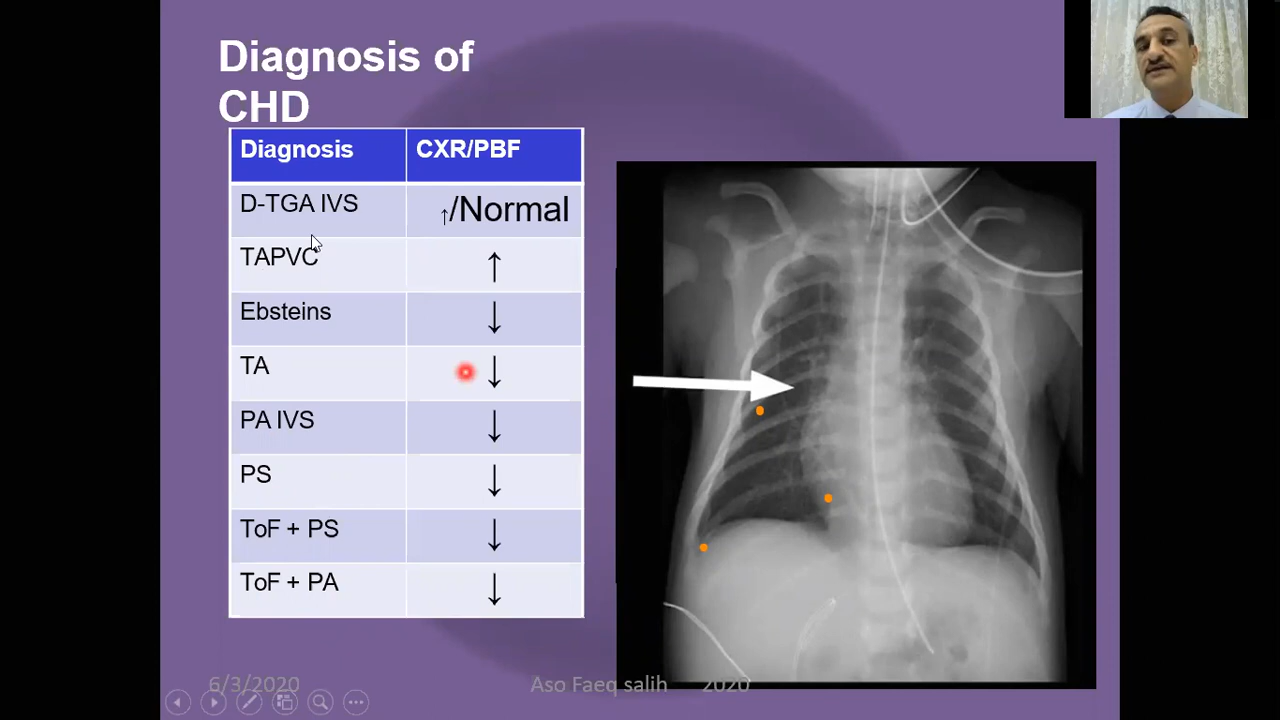 Diagnosis of
CHD
Diagnosis CXR/PBF
D-TGA IVS ↑/Normal
TAPVC ↑
Ebsteins ↓
TA ↓
PA IVS ↓
PS ↓
ToF + PS ↓
ToF + PA ↓
6/3/2020 Aso Faeq salih 2020